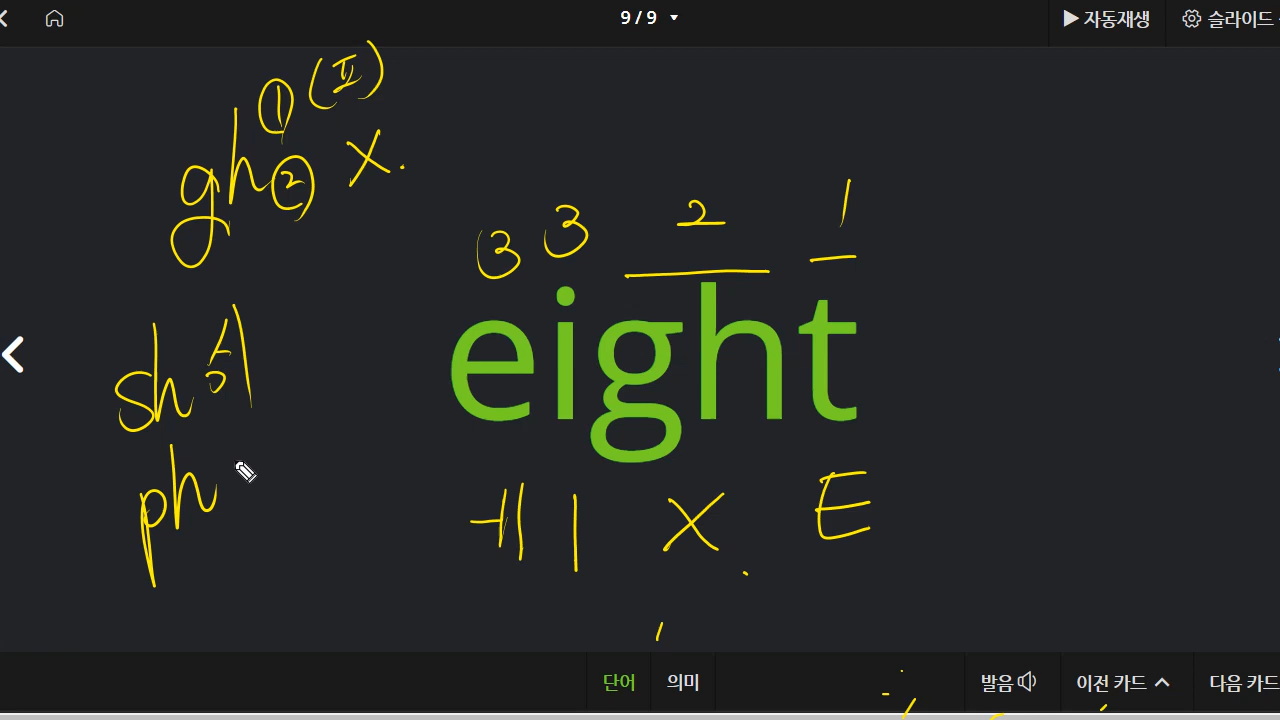 9 / 9
자동재생
슬라이드
gh ① (ㅍ)
② X.
3 3 2 1
eight
sh 쉬
ph
ㅔ ㅣ X ㅌ
단어 의미 발음 이전 카드 다음 카드